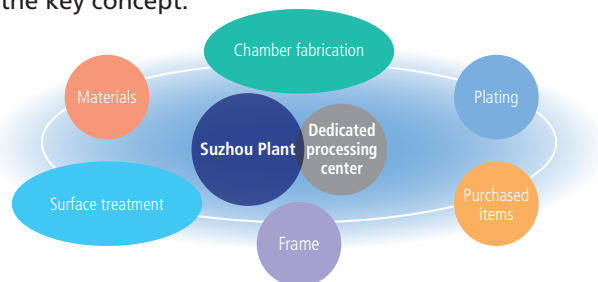 the key concept.
Chamber fabrication
Materials
Plating
Suzhou Plant
Dedicated
processing
center
Surface treatment
Purchased
items
Frame